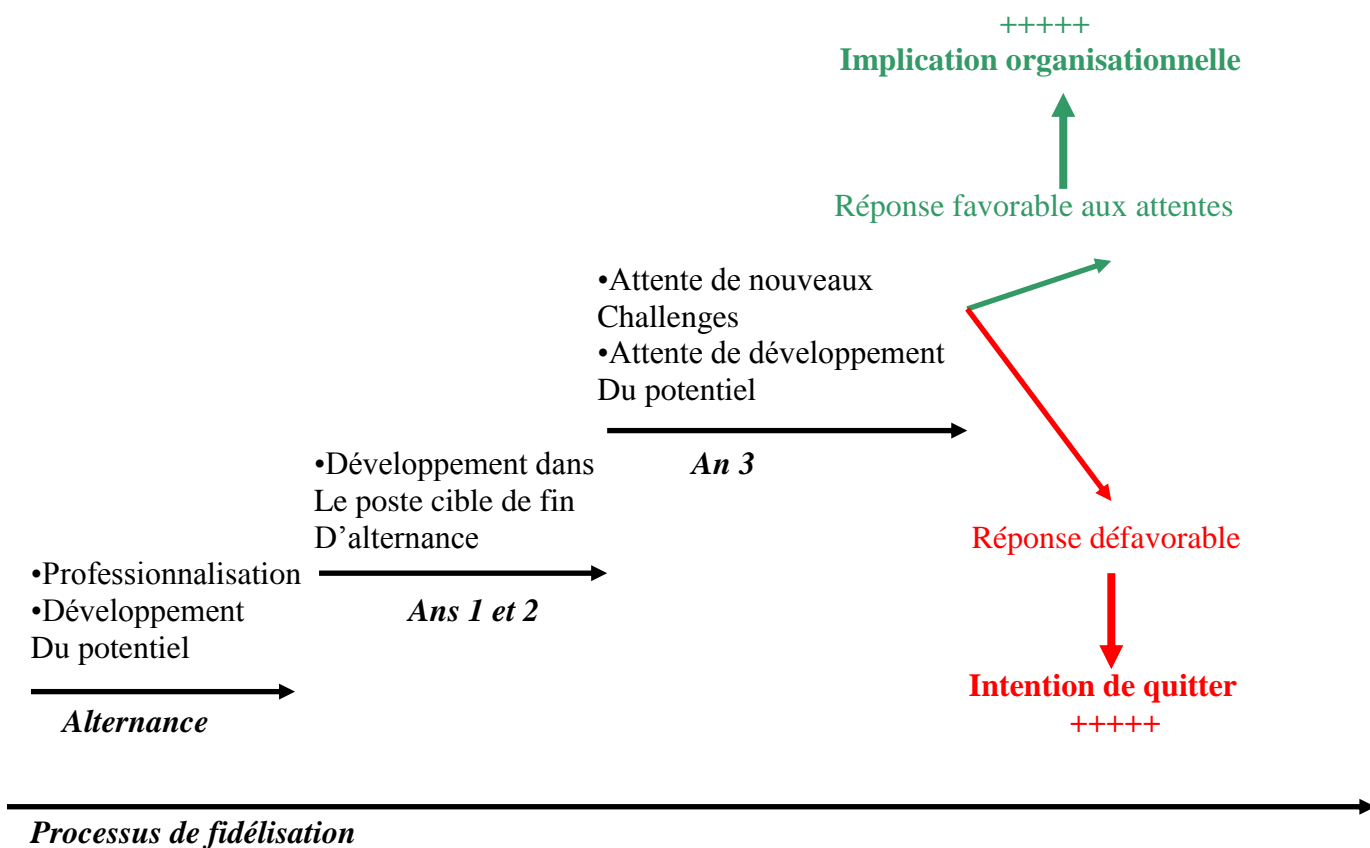 +++++
Implication organisationnelle
Réponse favorable aux attentes
•Attente de nouveaux
Challenges
•Attente de développement
Du potentiel
An 3
•Développement dans
Le poste cible de fin
D’alternance
Ans 1 et 2
•Professionnalisation
•Développement
Du potentiel
Alternance
Réponse défavorable
Intention de quitter
+++++
Processus de fidélisation